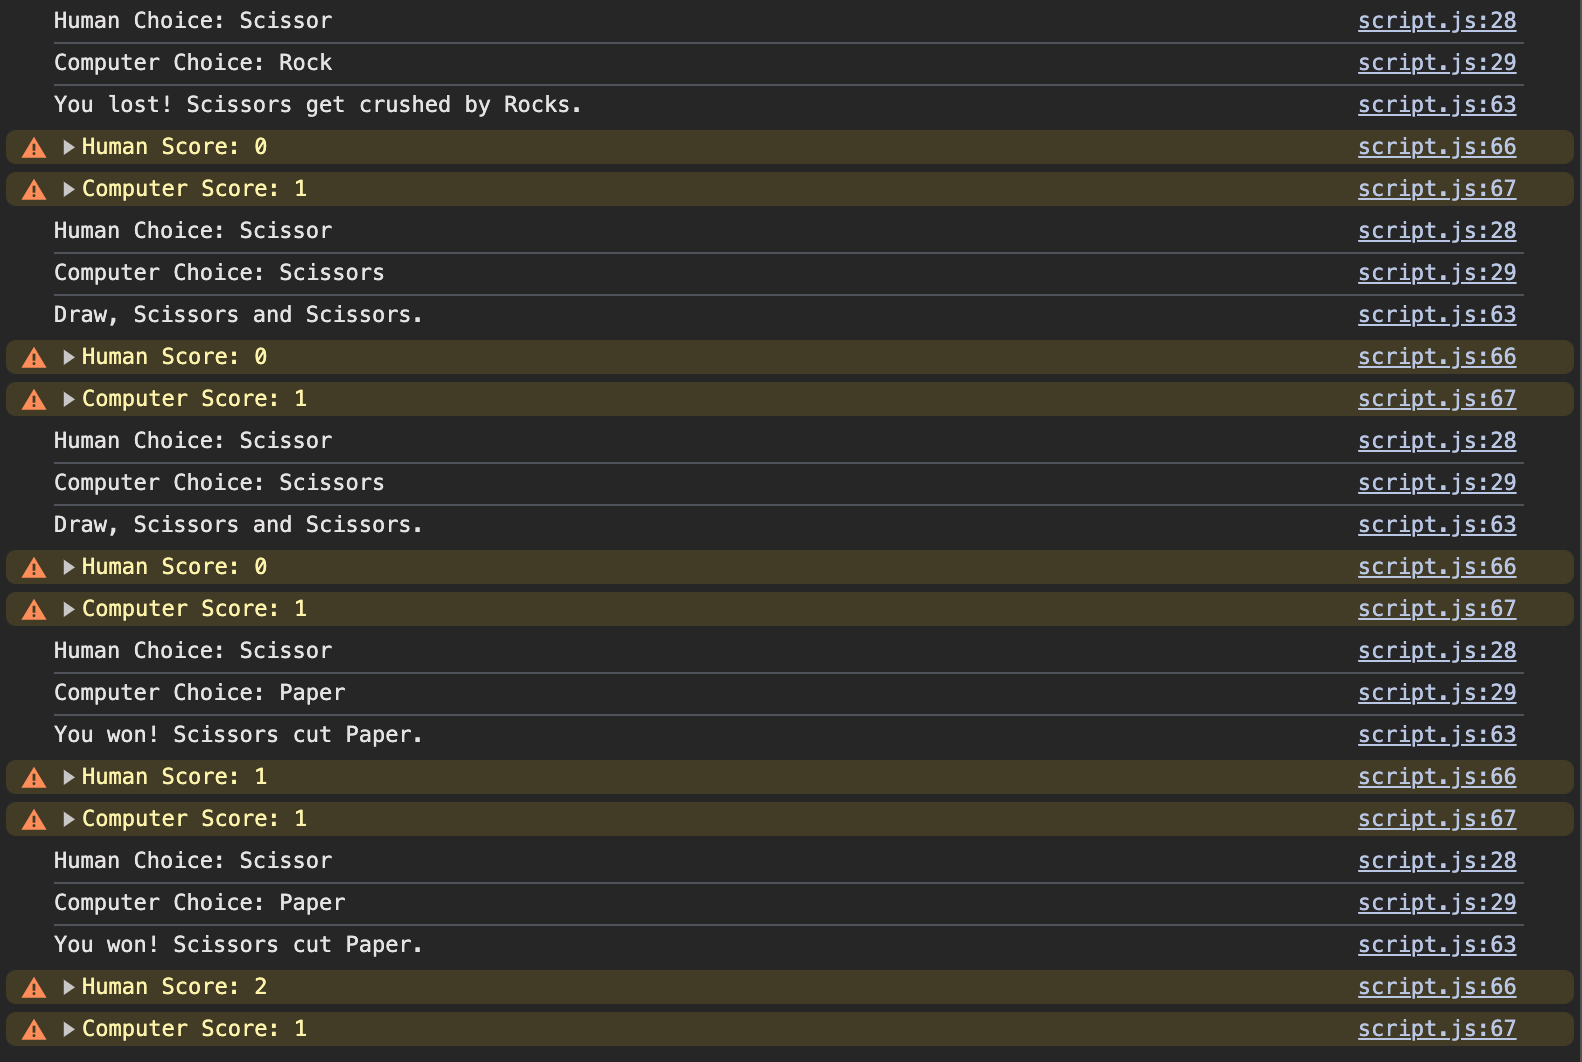 Human Choice: Scissor script.js:28
Computer Choice: Rock script.js:29
You lost! Scissors get crushed by Rocks. script.js:63
Human Score: 0 script.js:66
Computer Score: 1 script.js:67
Human Choice: Scissor script.js:28
Computer Choice: Scissors script.js:29
Draw, Scissors and Scissors. script.js:63
Human Score: 0 script.js:66
Computer Score: 1 script.js:67
Human Choice: Scissor script.js:28
Computer Choice: Scissors script.js:29
Draw, Scissors and Scissors. script.js:63
Human Score: 0 script.js:66
Computer Score: 1 script.js:67
Human Choice: Scissor script.js:28
Computer Choice: Paper script.js:29
You won! Scissors cut Paper. script.js:63
Human Score: 1 script.js:66
Computer Score: 1 script.js:67
Human Choice: Scissor script.js:28
Computer Choice: Paper script.js:29
You won! Scissors cut Paper. script.js:63
Human Score: 2 script.js:66
Computer Score: 1 script.js:67